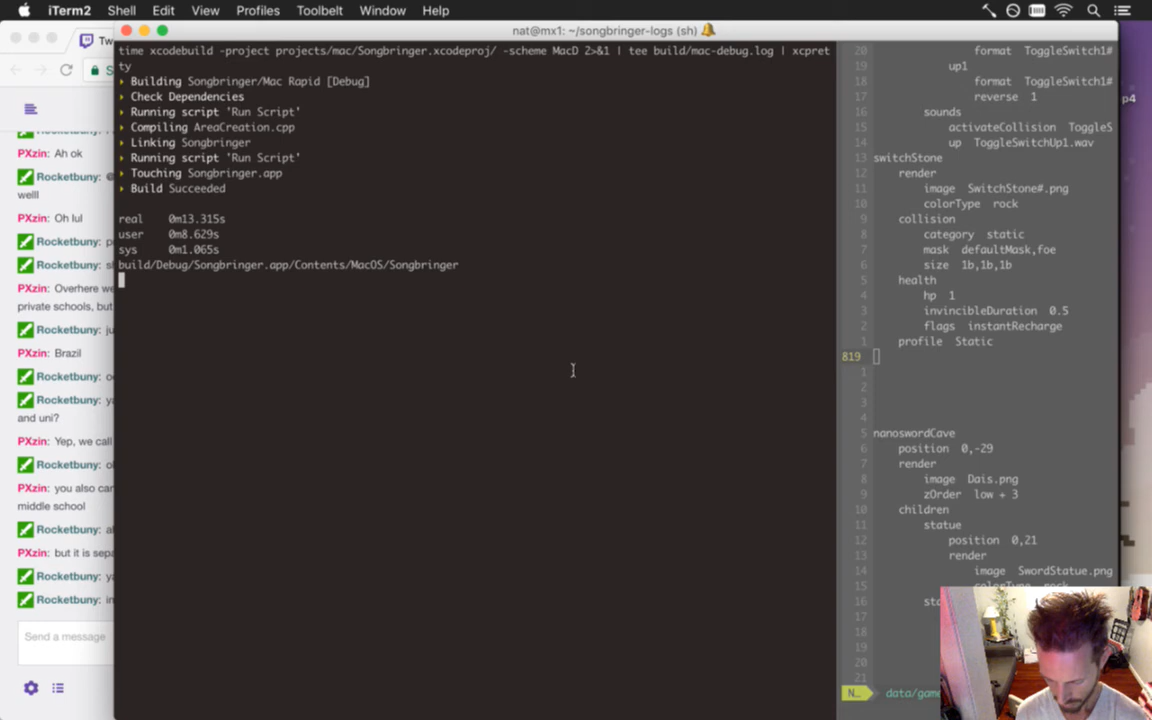 iTerm2 Shell Edit View Profiles Toolbelt Window Help
nat@mx1: ~/songbringer-logs (sh)
Tw
S
p4
PXzin: Ah ok
Rocketbuny:
welll
PXzin: Oh lul
Rocketbuny:
Rocketbuny:
PXzin: Overhere we
private schools, but
Rocketbuny:
PXzin: Brazil
Rocketbuny:
Rocketbuny:
and uni?
PXzin: Yep, we call
Rocketbuny:
PXzin: you also can
middle school
Rocketbuny:
PXzin: but it is sepa
Rocketbuny:
Rocketbuny:
Send a message
time xcodebuild -project projects/mac/Songbringer.xcodeproj/ -scheme MacD 2>&1 | tee build/mac-debug.log | xcpret
ty
Building Songbringer/Mac Rapid [Debug]
Check Dependencies
Running script 'Run Script'
Compiling AreaCreation.cpp
Linking Songbringer
Running script 'Run Script'
Touching Songbringer.app
Build Succeeded
real 0m13.315s
user 0m8.629s
sys 0m1.065s
build/Debug/Songbringer.app/Contents/MacOS/Songbringer
20 format ToggleSwitch1#
19 up1
18 format ToggleSwitch1#
17 reverse 1
16 sounds
15 activateCollision ToggleS
14 up ToggleSwitchUp1.wav
13 switchStone
12 render
11 image SwitchStone#.png
10 colorType rock
9 collision
8 category static
7 mask defaultMask,foe
6 size 1b,1b,1b
5 health
4 hp 1
3 invincibleDuration 0.5
2 flags instantRecharge
1 profile Static
819
1
2
3
4
5 nanoswordCave
6 position 0,-29
7 render
8 image Dais.png
9 zOrder low + 3
10 children
11 statue
12 position 0,21
13 render
14 image SwordStatue.png
15 colorType rock
16
17
18
19
20
21
N... data/game